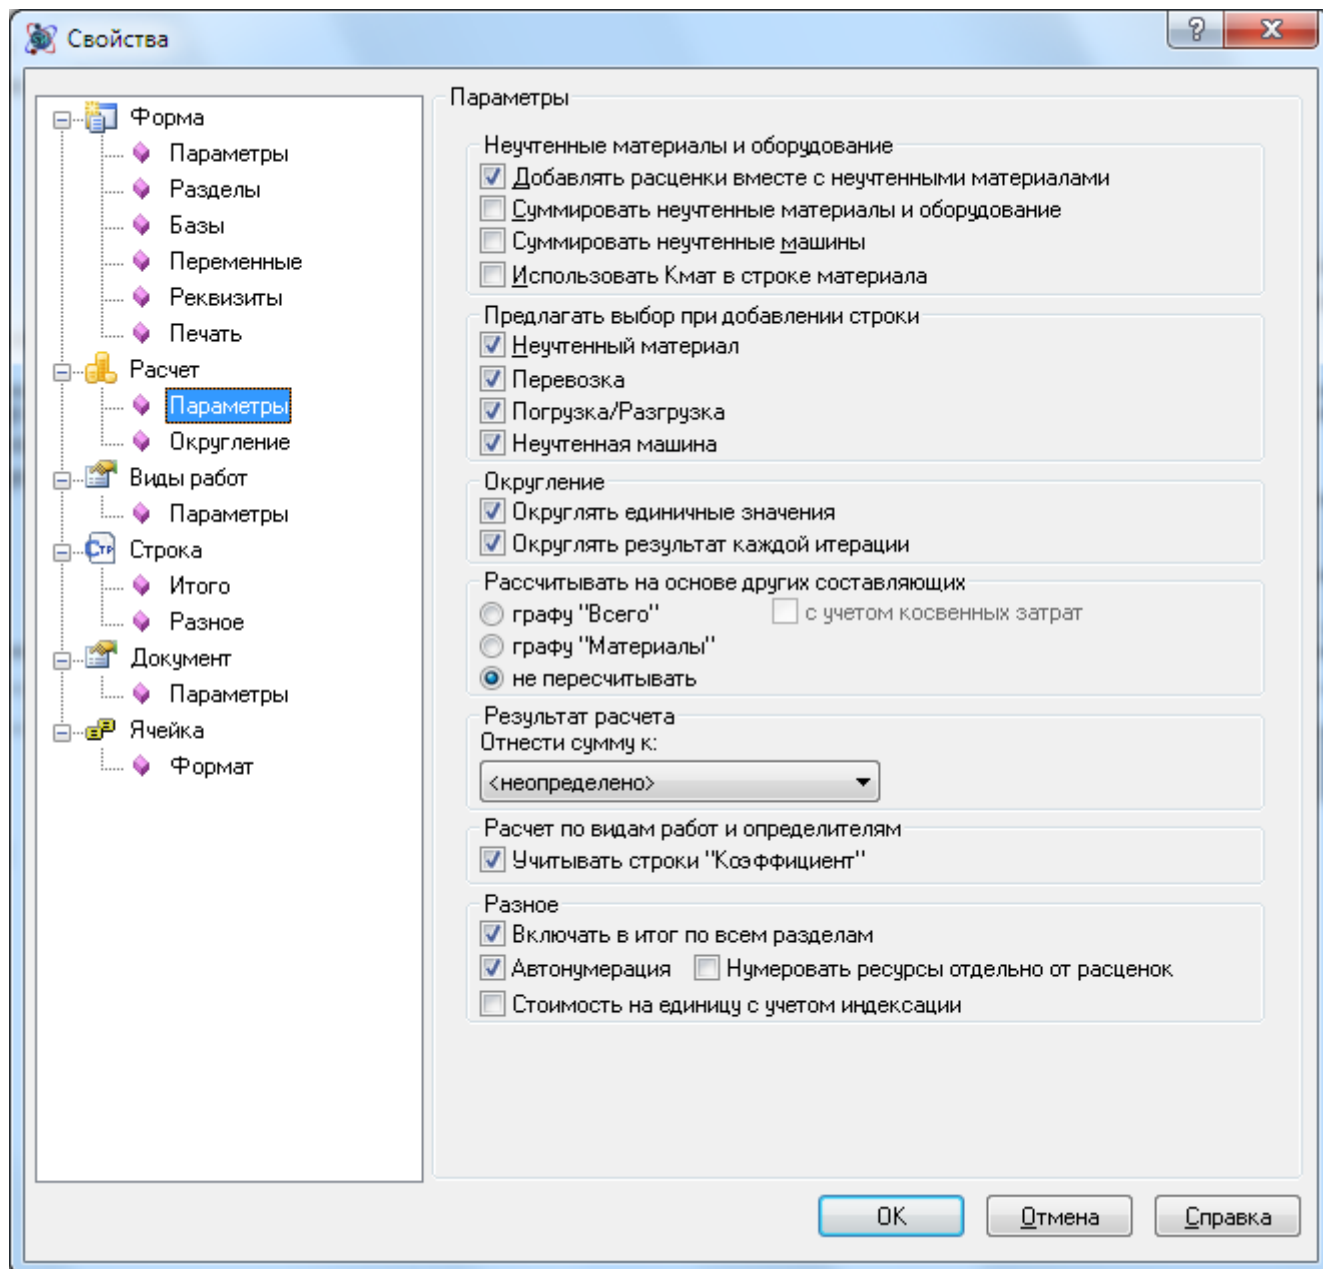 Свойства
Форма
Параметры
Разделы
Базы
Переменные
Реквизиты
Печать
Расчет
Параметры
Округление
Виды работ
Параметры
Стр Строка
Итого
Разное
Документ
Параметры
Ячейка
Формат
Параметры
Неучтенные материалы и оборудование
Добавлять расценки вместе с неучтенными материалами
Суммировать неучтенные материалы и оборудование
Суммировать неучтенные машины
Использовать Кмат в строке материала
Предлагать выбор при добавлении строки
Неучтенный материал
Перевозка
Погрузка/Разгрузка
Неучтенная машина
Округление
Округлять единичные значения
Округлять результат каждой итерации
Рассчитывать на основе других составляющих
графу "Всего" с учетом косвенных затрат
графу "Материалы"
не пересчитывать
Результат расчета
Отнести сумму к:
<неопределено>
Расчет по видам работ и определителям
Учитывать строки "Коэффициент"
Разное
Включать в итог по всем разделам
Автонумерация Нумеровать ресурсы отдельно от расценок
Стоимость на единицу с учетом индексации
OK Отмена Справка